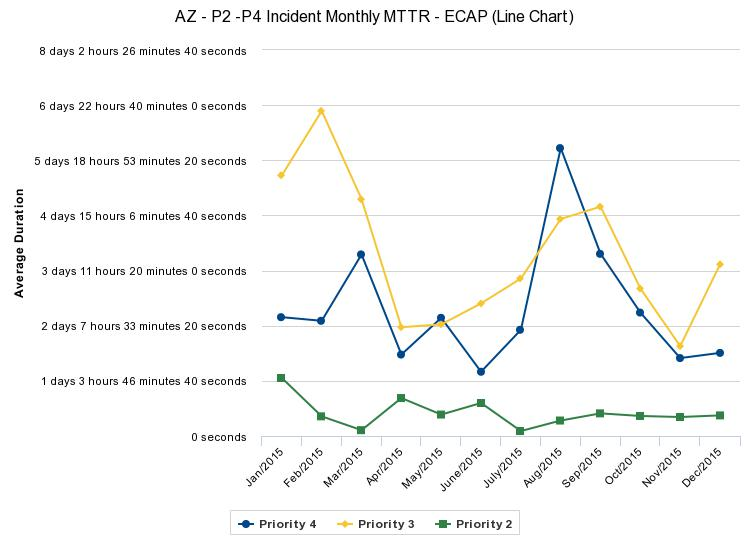 AZ - P2 -P4 Incident Monthly MTTR - ECAP (Line Chart)
8 days 2 hours 26 minutes 40 seconds
6 days 22 hours 40 minutes 0 seconds
5 days 18 hours 53 minutes 20 seconds
4 days 15 hours 6 minutes 40 seconds
3 days 11 hours 20 minutes 0 seconds
2 days 7 hours 33 minutes 20 seconds
1 days 3 hours 46 minutes 40 seconds
0 seconds
Average Duration
Jan/2015
Feb/2015
Mar/2015
Apr/2015
May/2015
June/2015
July/2015
Aug/2015
Sep/2015
Oct/2015
Nov/2015
Dec/2015
Priority 4
Priority 3
Priority 2